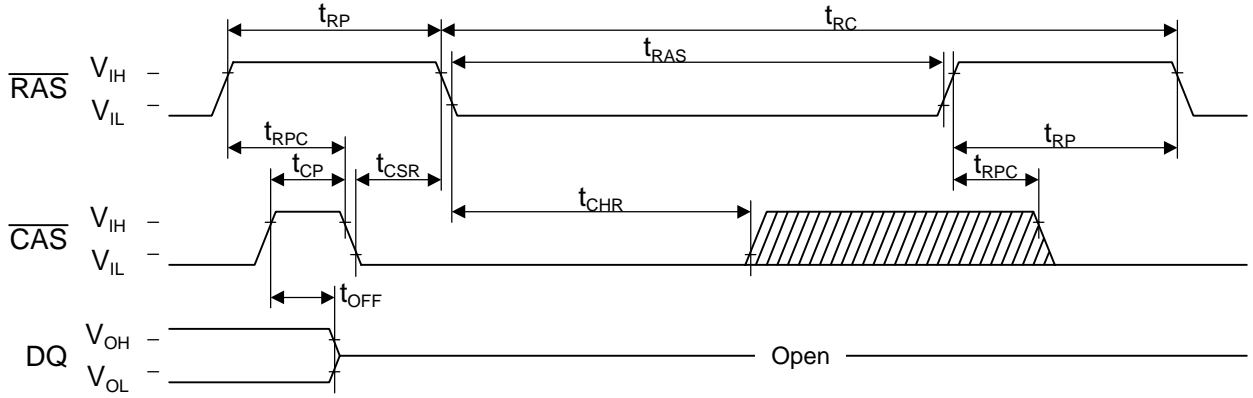 tRP
tRC
tRAS
RAS
VIH
VIL
tRPC
tRP
tCP
tCSR
tRPC
tCHR
CAS
VIH
VIL
tOFF
DQ
VOH
VOL
Open